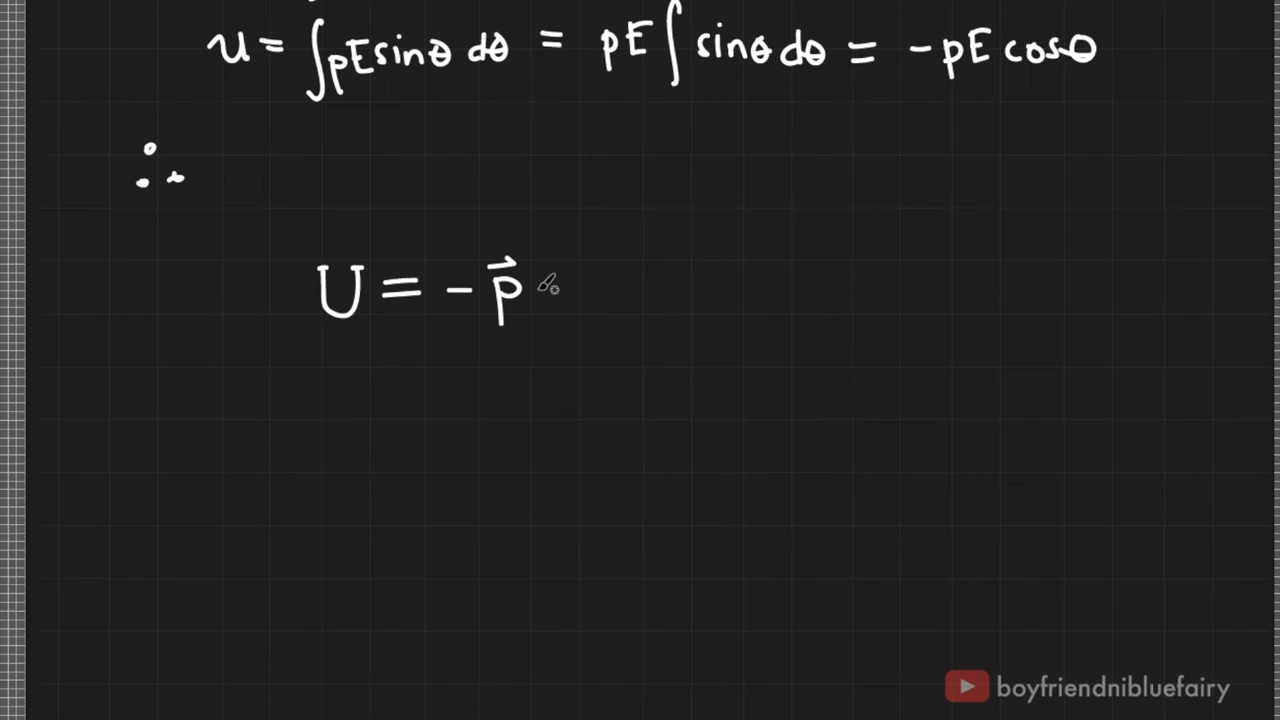 u = ∫pE sinθ dθ = pE ∫ sinθ dθ = -pE cosθ
∴
U = - p⃗
boyfriendnibluefairy